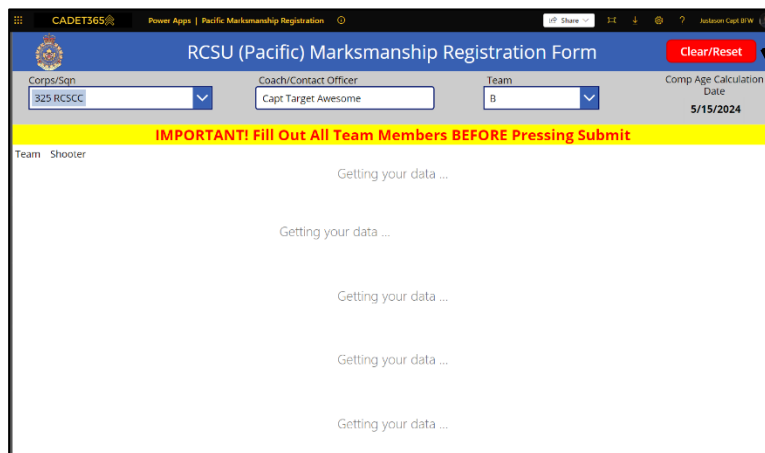 CADET365 Power Apps | Pacific Marksmanship Registration Share ? Justason Capt BFW
RCSU (Pacific) Marksmanship Registration Form Clear/Reset
Corps/Sqn Coach/Contact Officer Team Comp Age Calculation
Date
325 RCSCC Capt Target Awesome B
5/15/2024
IMPORTANT! Fill Out All Team Members BEFORE Pressing Submit
Team Shooter
Getting your data ...
Getting your data ...
Getting your data ...
Getting your data ...
Getting your data ...